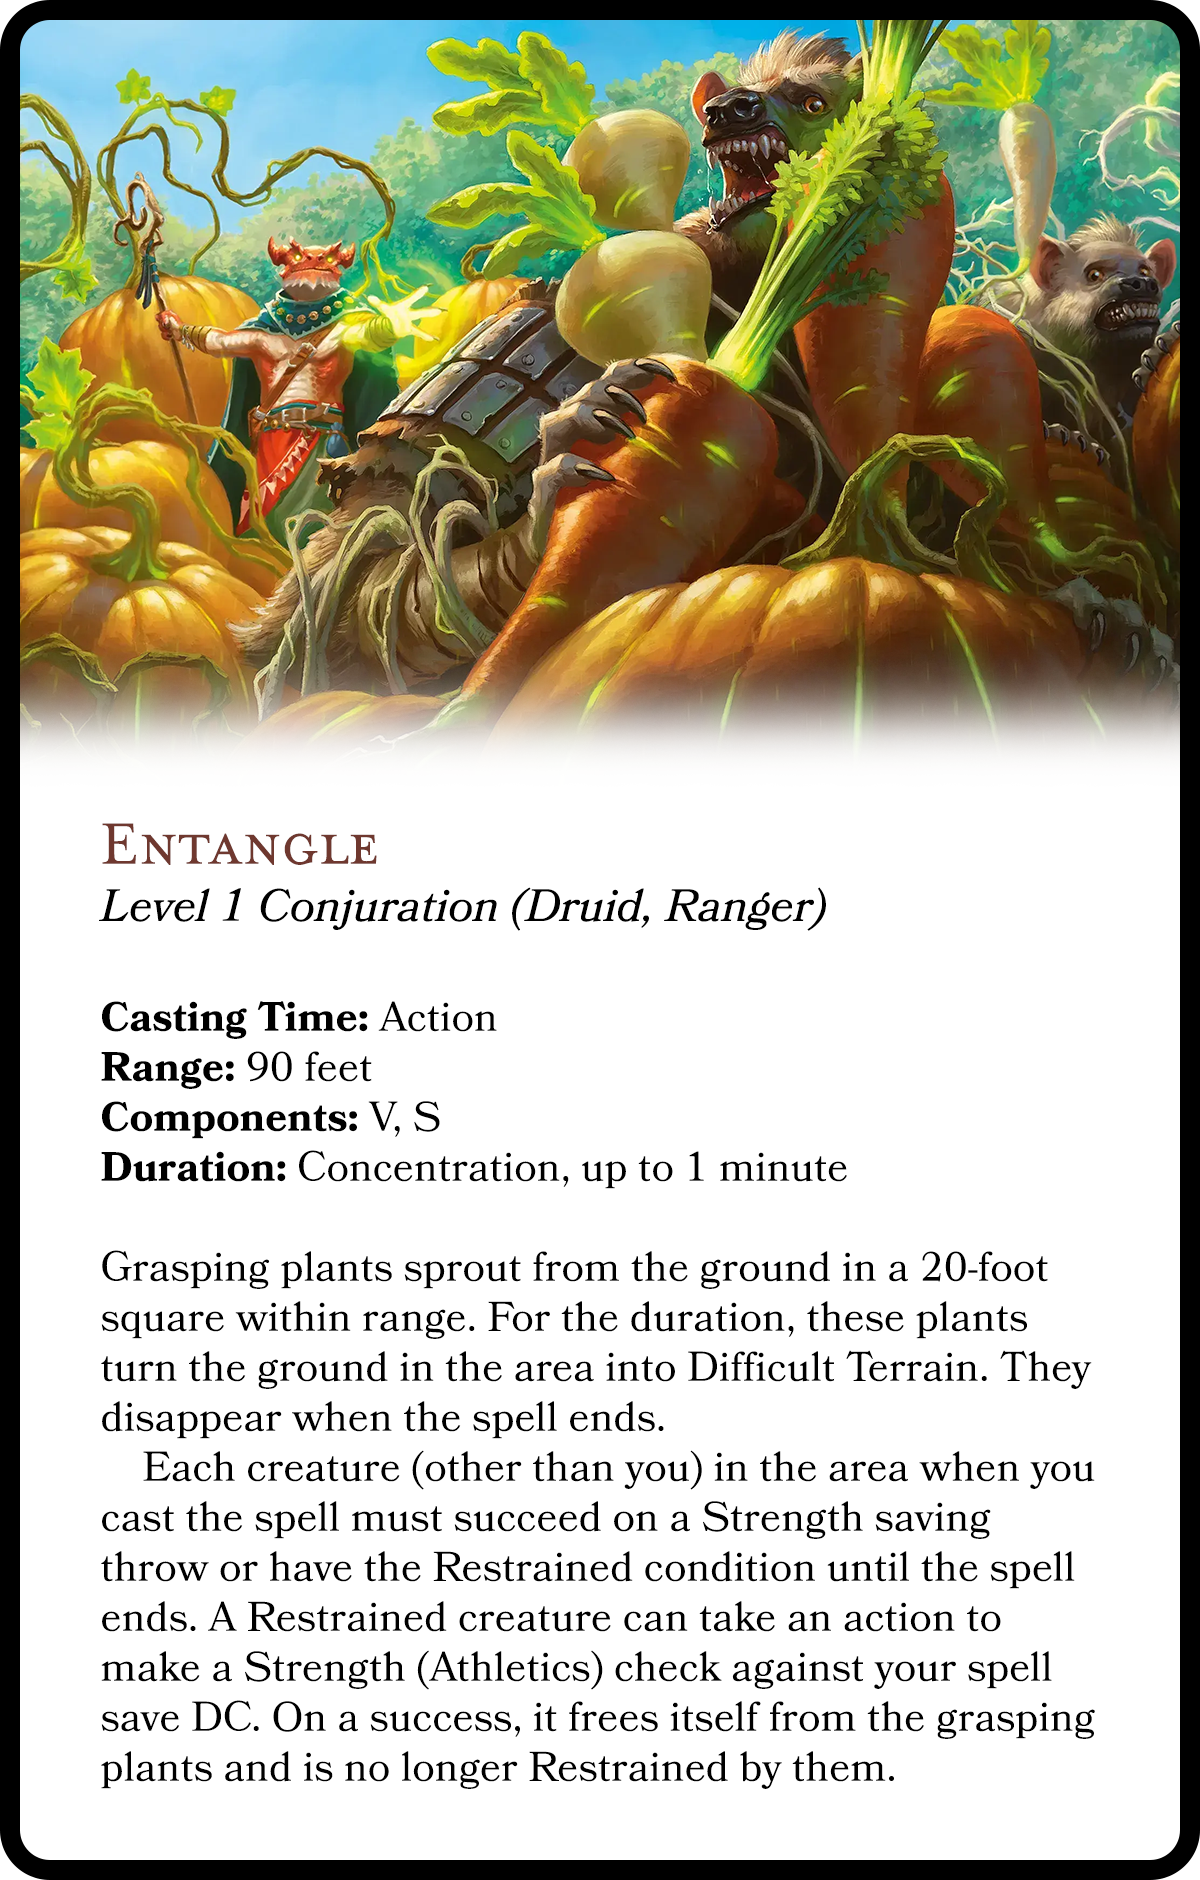 Entangle
Level 1 Conjuration (Druid, Ranger)
Casting Time: Action
Range: 90 feet
Components: V, S
Duration: Concentration, up to 1 minute
Grasping plants sprout from the ground in a 20-foot
square within range. For the duration, these plants
turn the ground in the area into Difficult Terrain. They
disappear when the spell ends.
Each creature (other than you) in the area when you
cast the spell must succeed on a Strength saving
throw or have the Restrained condition until the spell
ends. A Restrained creature can take an action to
make a Strength (Athletics) check against your spell
save DC. On a success, it frees itself from the grasping
plants and is no longer Restrained by them.